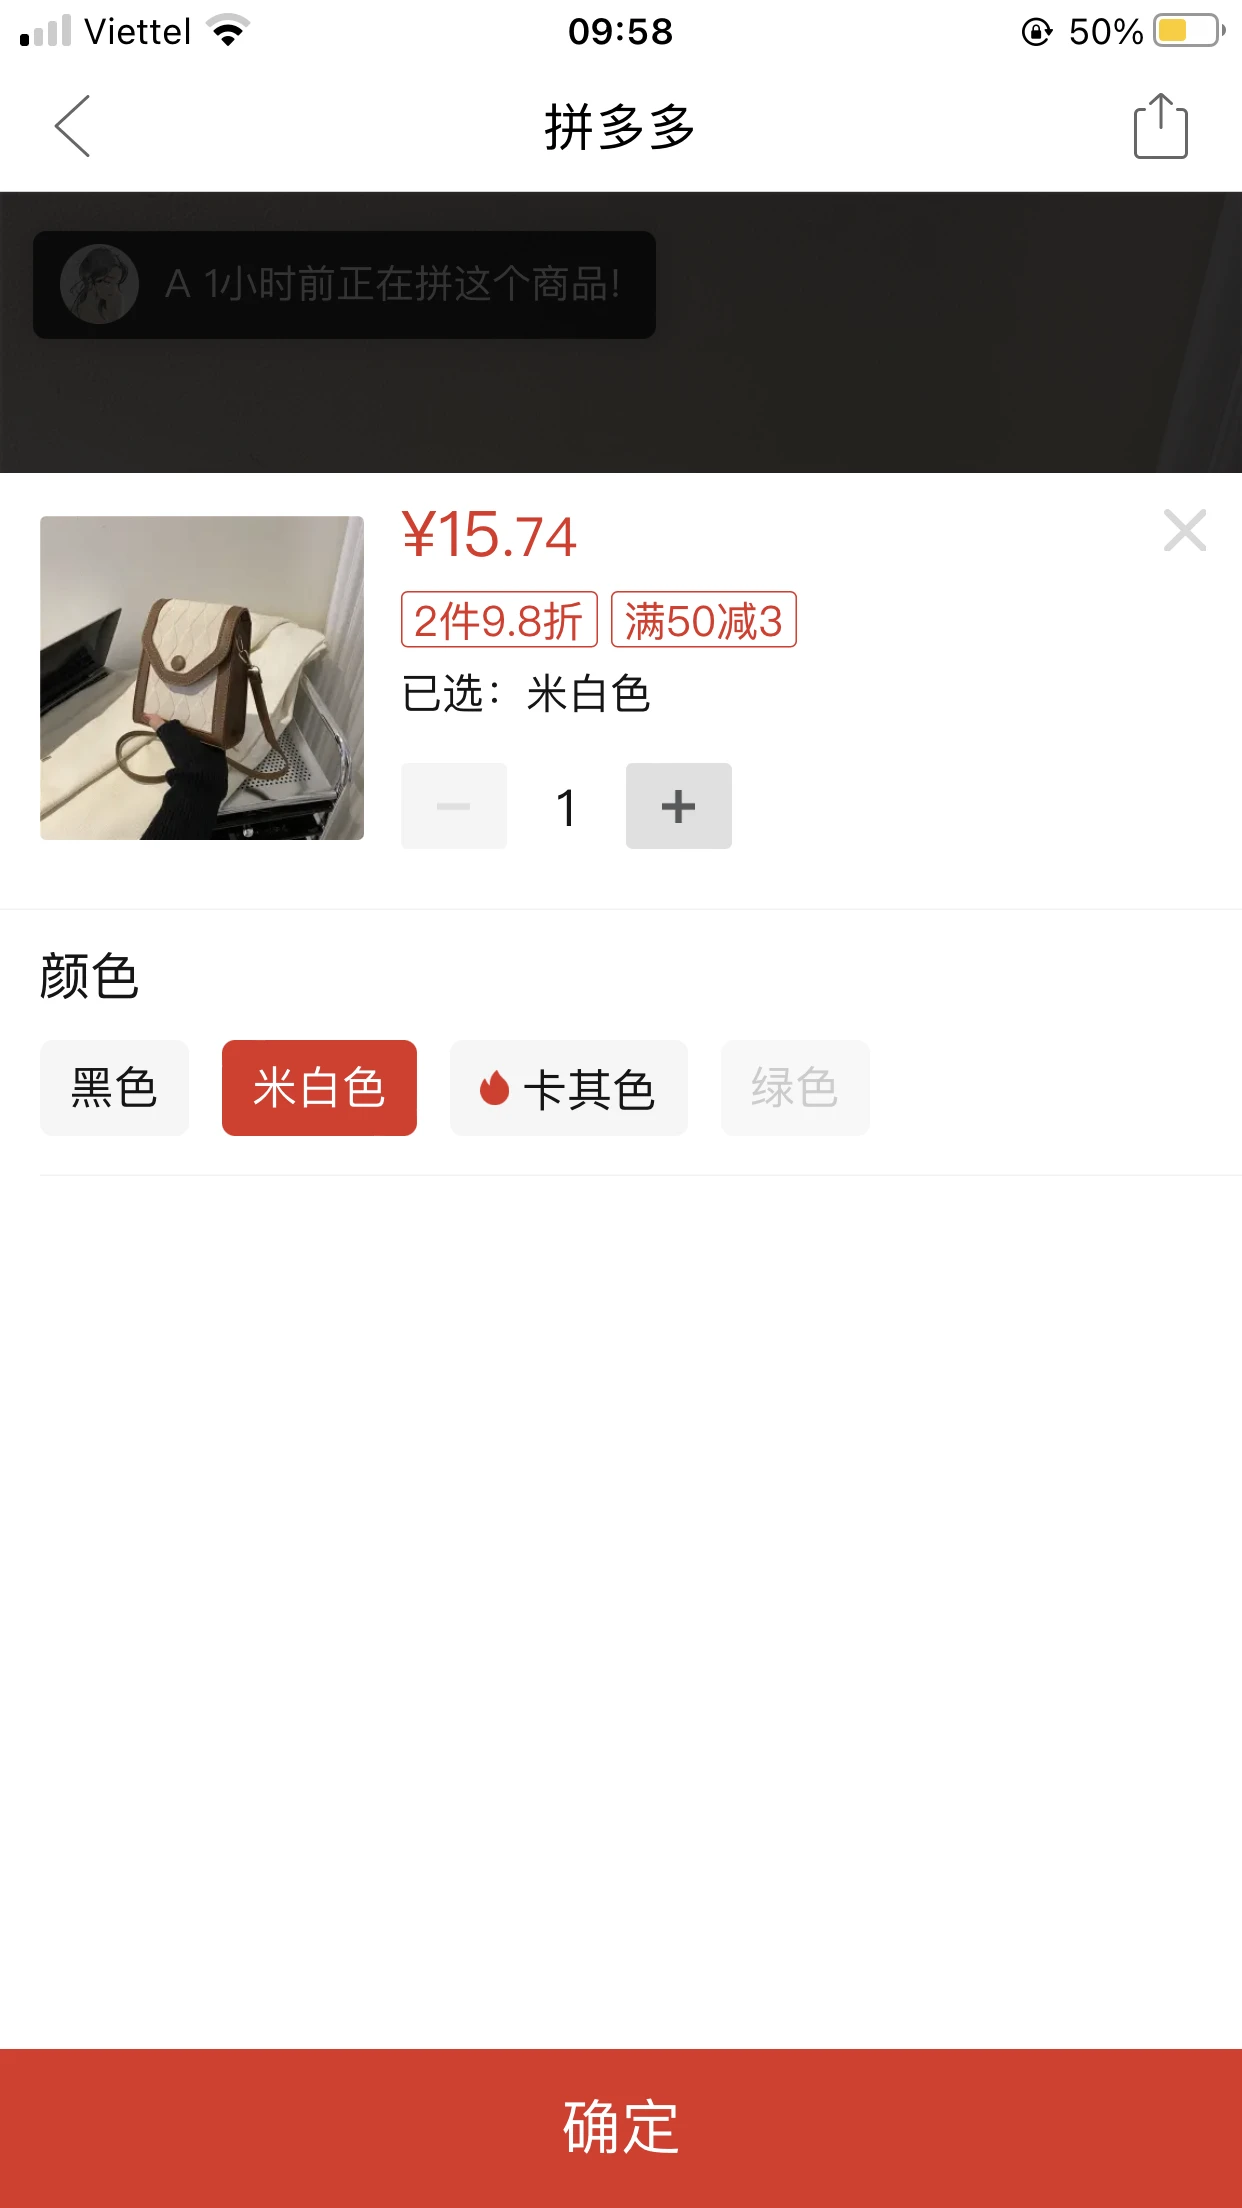 Viettel 09:58 50%
拼多多
A 1小时前正在拼这个商品!
¥15.74
2件9.8折 满50减3
已选：米白色
1
颜色
黑色 米白色 卡其色 绿色
确定